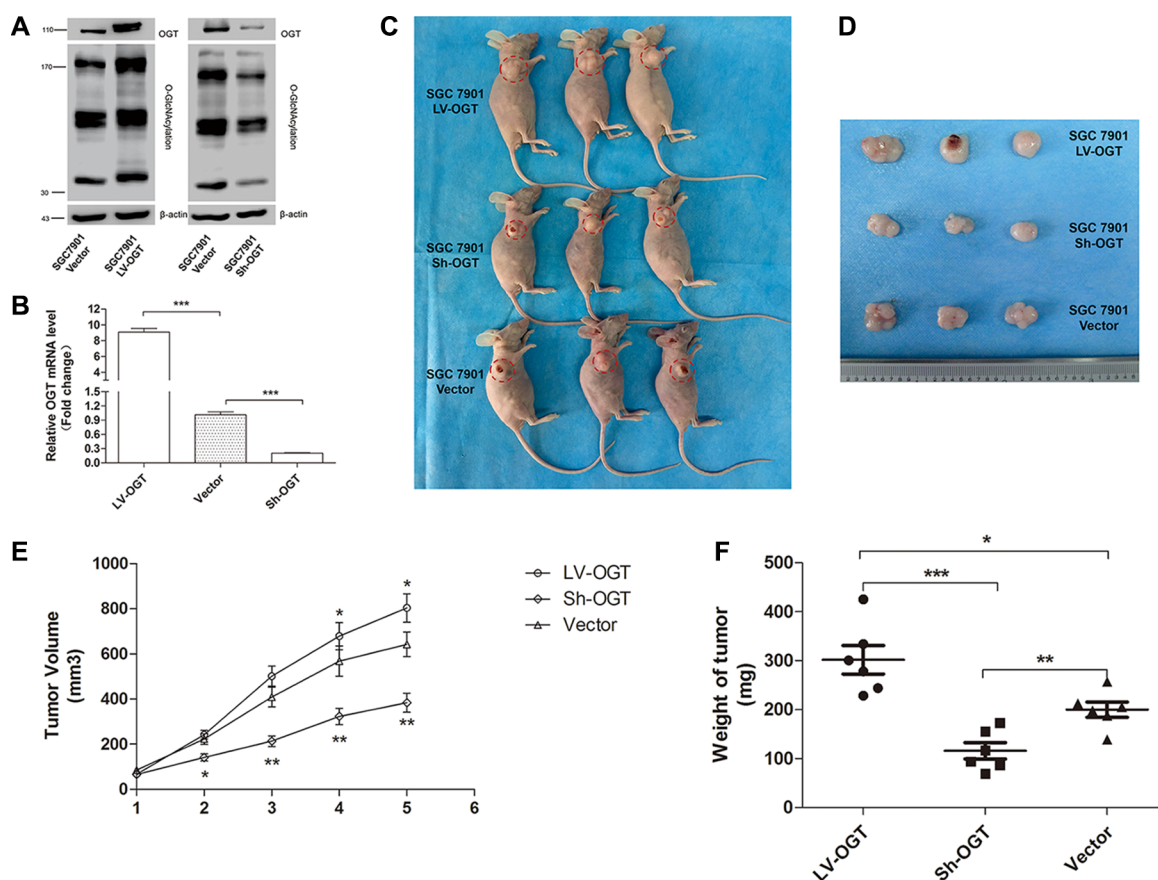 A
110
OGT
OGT
170
O-GlcNAcylation
O-GlcNAcylation
30
43
β-actin
β-actin
SGC7901
Vector
SGC7901
LV-OGT
SGC7901
Vector
SGC7901
Sh-OGT
B
Relative OGT mRNA level
(Fold change)
12
10
8
6
4
2
1.2
0.9
0.6
0.3
0.0
***
***
LV-OGT
Vector
Sh-OGT
C
SGC 7901
LV-OGT
SGC 7901
Sh-OGT
SGC 7901
Vector
D
SGC 7901
LV-OGT
SGC 7901
Sh-OGT
SGC 7901
Vector
E
Tumor Volume
(mm3)
1000
800
600
400
200
0
1 2 3 4 5 6
* ** ** **
* *
LV-OGT
Sh-OGT
Vector
F
Weight of tumor
(mg)
500
400
300
200
100
0
*
***
**
LV-OGT
Sh-OGT
Vector